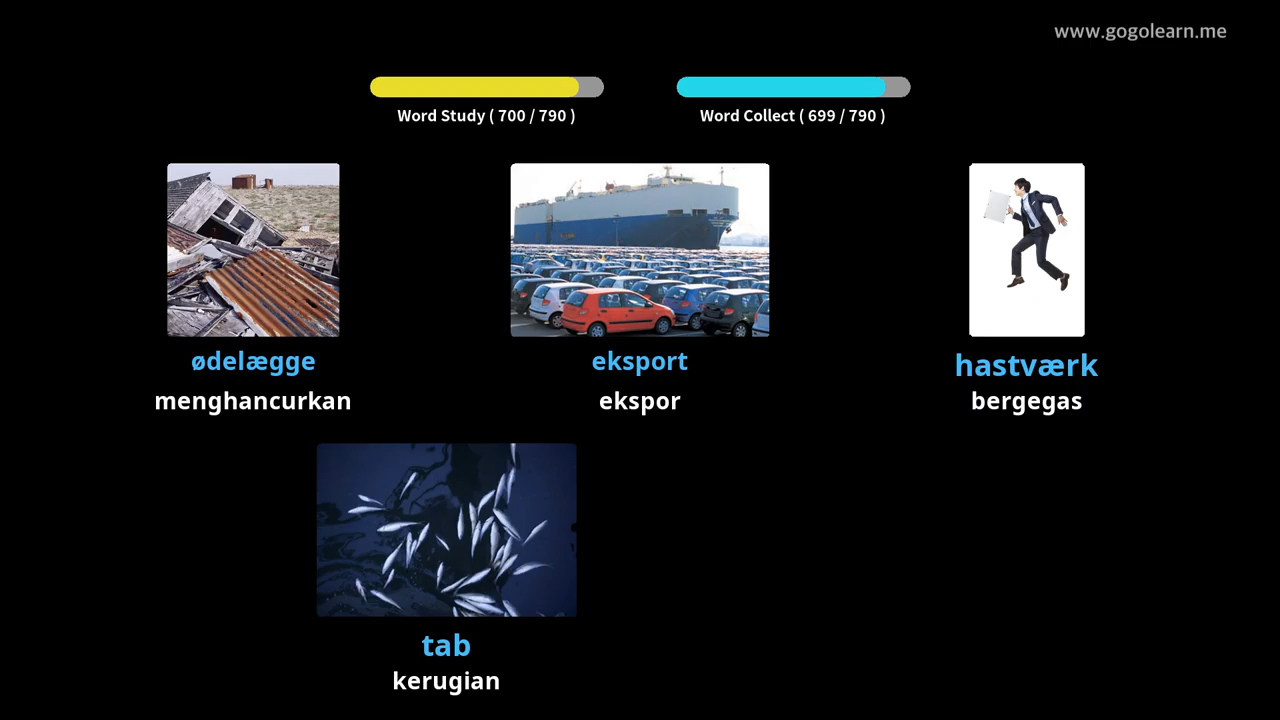 www.gogolearn.me
Word Study ( 700 / 790 )
Word Collect ( 699 / 790 )
ødelægge
menghancurkan
eksport
ekspor
hastværk
bergegas
tab
kerugian